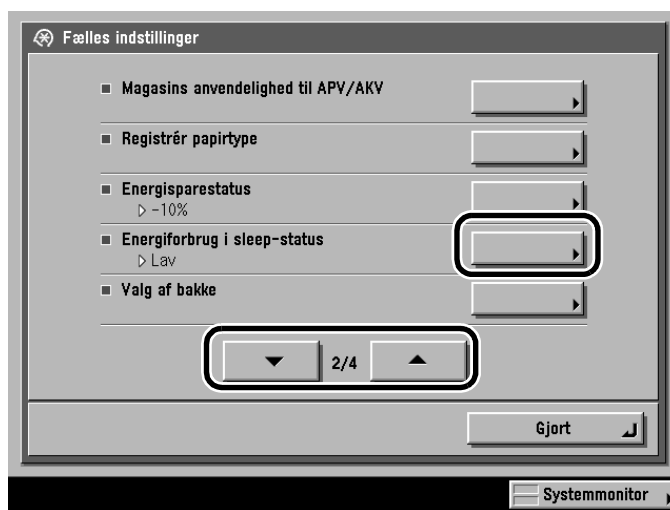 Fælles indstillinger
Magasins anvendelighed til APV/AKV
Registrér papirtype
Energisparestatus
-10%
Energiforbrug i sleep-status
Lav
Valg af bakke
2/4
Gjort
Systemmonitor